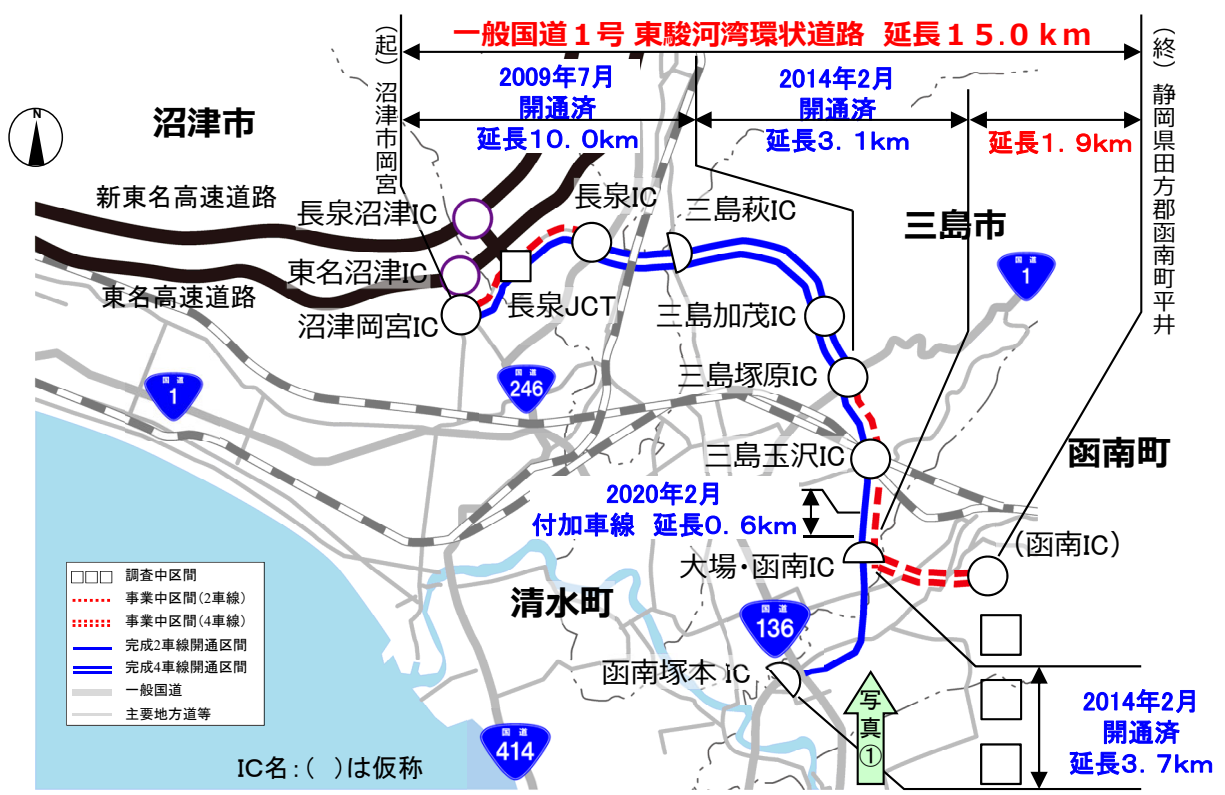 一般国道１号 東駿河湾環状道路 延長１５.０ｋｍ
（起）沼津市岡宮
（終）静岡県田方郡函南町平井
2009年7月
開通済
延長10．0km
2014年2月
開通済
延長3．1km
延長1．9km
N
沼津市
新東名高速道路
長泉沼津IC
長泉IC
三島萩IC
三島市
国道
1
東名沼津IC
東名高速道路
長泉JCT
沼津岡宮IC
三島加茂IC
三島塚原IC
国道
246
国道
1
三島玉沢IC
函南町
2020年2月
付加車線 延長0．6km
（函南IC）
大場・函南IC
調査中区間
事業中区間（2車線）
事業中区間（4車線）
完成2車線開通区間
完成4車線開通区間
一般国道
主要地方道等
清水町
国道
136
函南塚本 IC
写真①
2014年2月
開通済
延長3．7km
国道
414
IC名：（　）は仮称